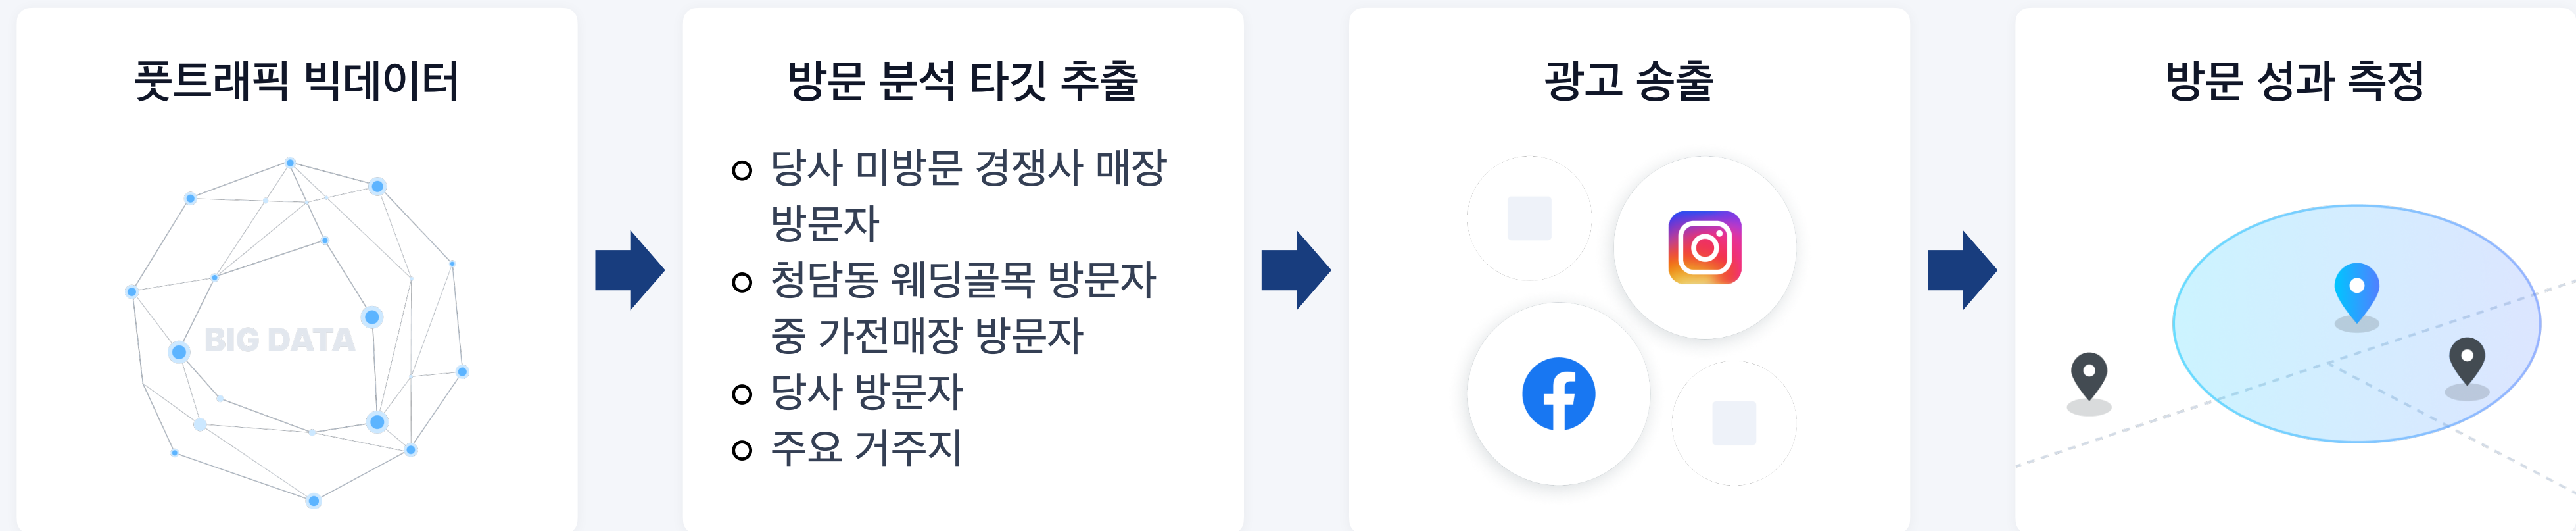 풋트래픽 빅데이터
BIG DATA
방문 분석 타깃 추출
당사 미방문 경쟁사 매장
방문자
청담동 웨딩골목 방문자
중 가전매장 방문자
당사 방문자
주요 거주지
광고 송출
방문 성과 측정